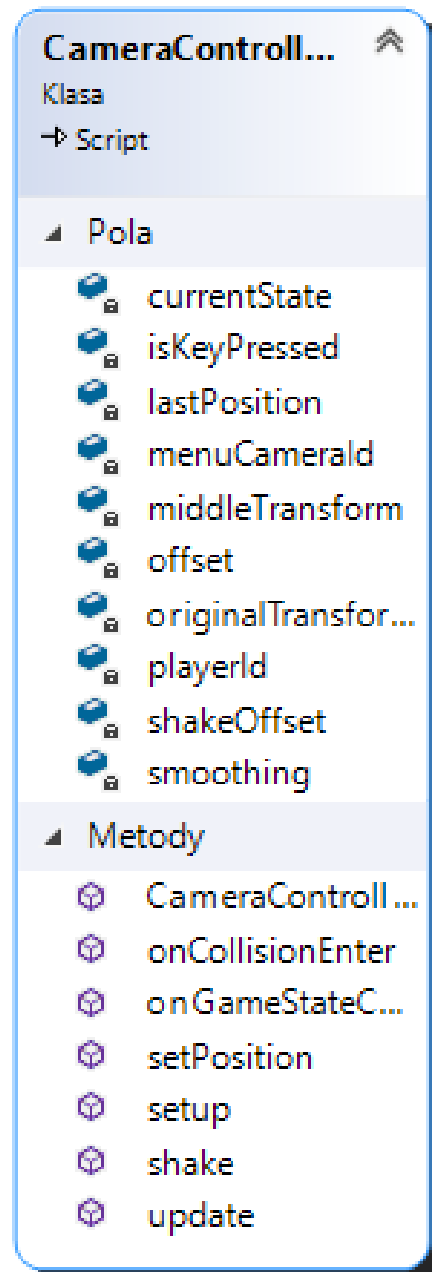 CameraControll...
Klasa
Script
Pola
currentState
isKeyPressed
lastPosition
menuCameraId
middleTransform
offset
originalTransfor...
playerId
shakeOffset
smoothing
Metody
CameraControll...
onCollisionEnter
onGameStateC...
setPosition
setup
shake
update